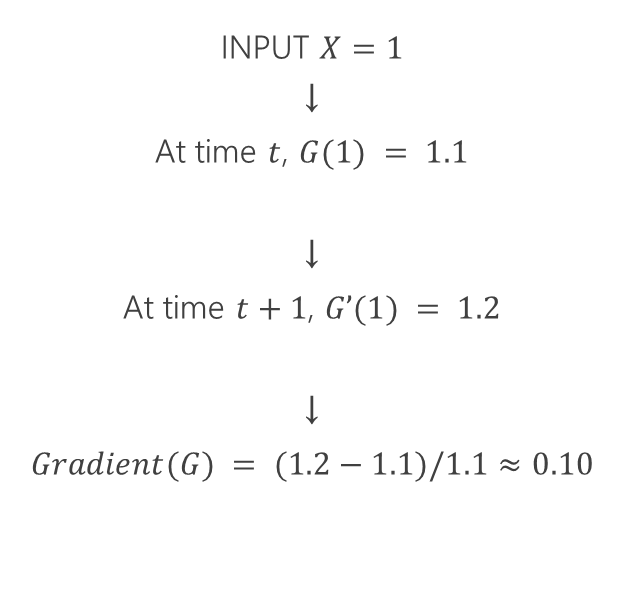 INPUT X = 1
↓
At time t, G(1) = 1.1
↓
At time t + 1, G’(1) = 1.2
↓
Gradient(G) = (1.2 − 1.1)/1.1 ≈ 0.10